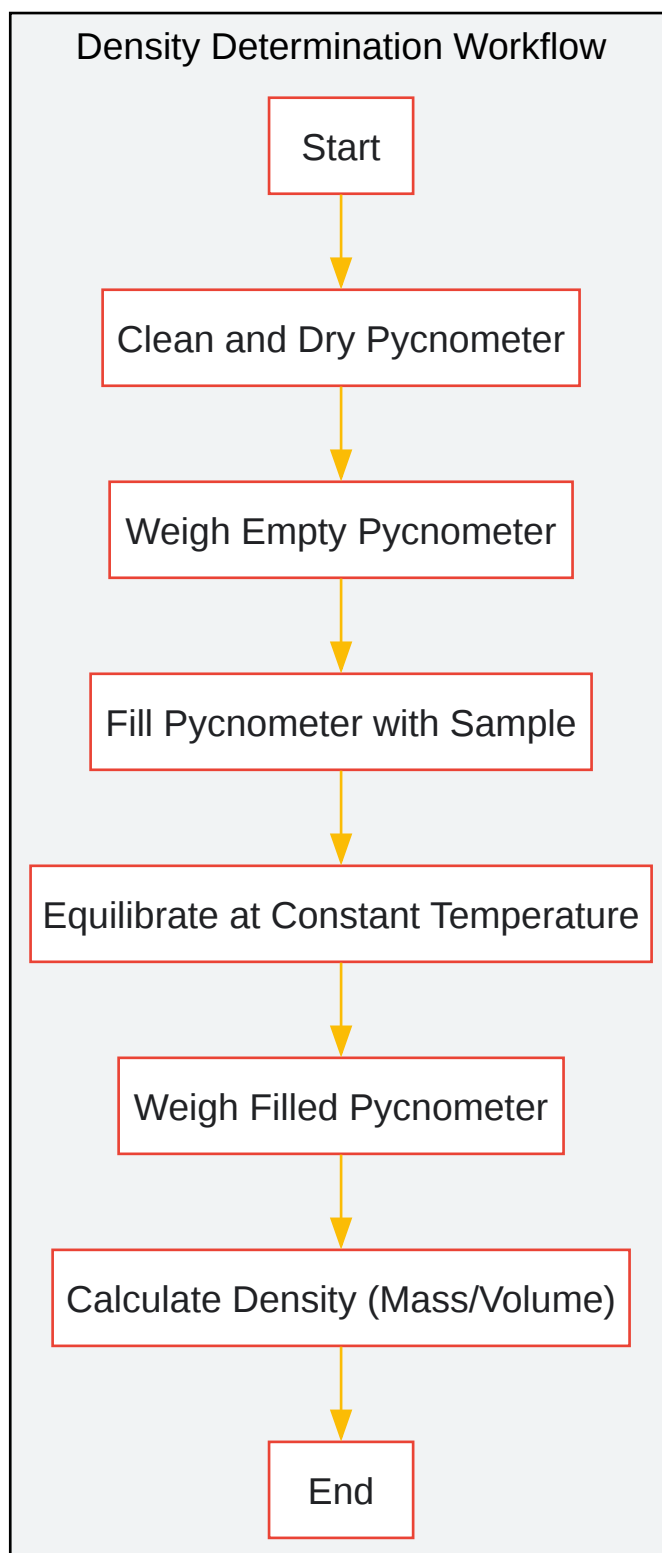 Density Determination Workflow
Start
Clean and Dry Pycnometer
Weigh Empty Pycnometer
Fill Pycnometer with Sample
Equilibrate at Constant Temperature
Weigh Filled Pycnometer
Calculate Density (Mass/Volume)
End